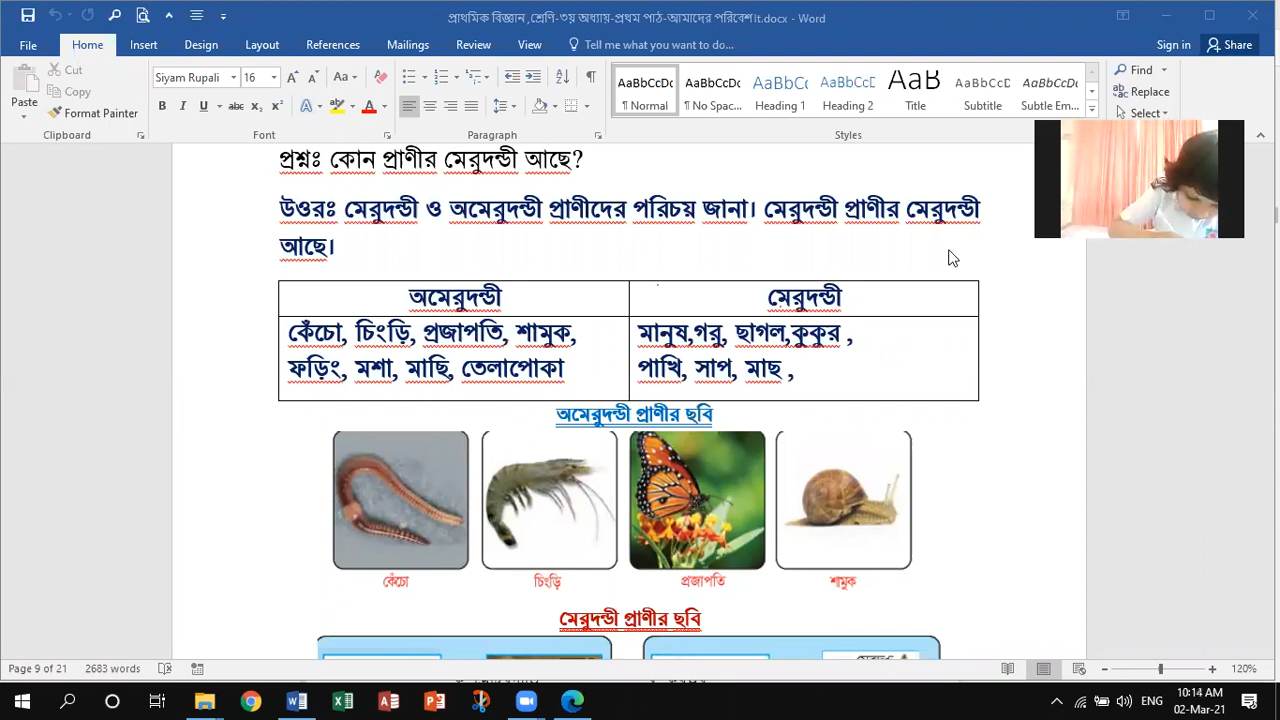 প্রাথমিক বিজ্ঞান ,শ্রেণি-৩য় অধ্যায়-প্রথম পাঠ-আমাদের পরিবেশ lt.docx - Word
File Home Insert Design Layout References Mailings Review View Tell me what you want to do... Sign in Share
Cut
Copy
Paste
Format Painter
Siyam Rupali 16
AaBbCcDc AaBbCcDc AaBbCc AaBbCcD AaB AaBbCcD AaBbCcDc
¶ Normal ¶ No Spac... Heading 1 Heading 2 Title Subtitle Subtle Em...
Find
Replace
Select
Clipboard Font Paragraph Styles
প্রশ্নঃ কোন প্রাণীর মেরুদন্ডী আছে?
উওরঃ মেরুদন্ডী ও অমেরুদন্ডী প্রাণীদের পরিচয় জানা। মেরুদন্ডী প্রাণীর মেরুদন্ডী
আছে।
অমেরুদন্ডী মেরুদন্ডী
কেঁচো, চিংড়ি, প্রজাপতি, শামুক, মানুষ,গরু, ছাগল,কুকুর ,
ফড়িং, মশা, মাছি, তেলাপোকা পাখি, সাপ, মাছ ,
অমেরুদন্ডী প্রাণীর ছবি
কেঁচো চিংড়ি প্রজাপতি শামুক
মেরুদন্ডী প্রাণীর ছবি
Page 9 of 21 2683 words 120%
ENG 10:14 AM
02-Mar-21